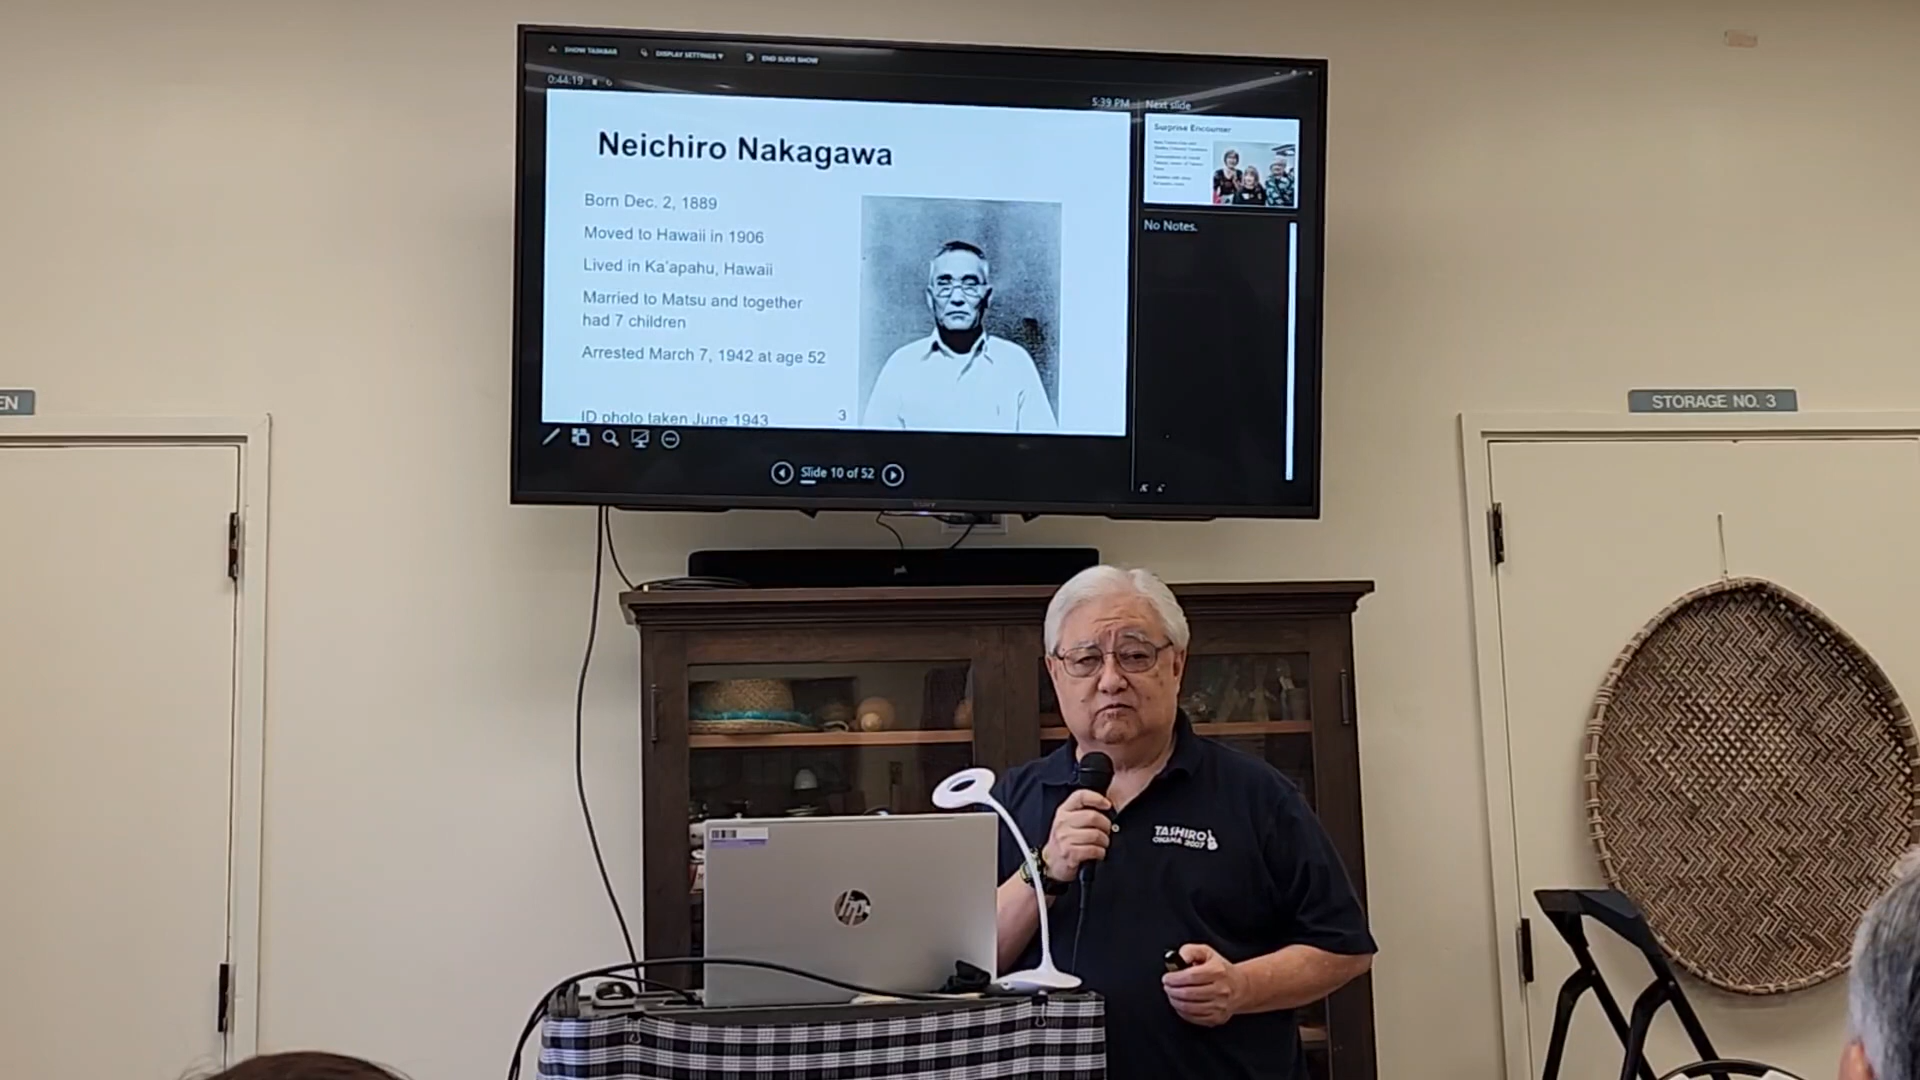 SHOW TASKBAR
DISPLAY SETTINGS
END SLIDE SHOW
0:44:19
5:39 PM
Next slide
Neichiro Nakagawa
Born Dec. 2, 1889
Moved to Hawaii in 1906
Lived in Ka'apahu, Hawaii
Married to Matsu and together
had 7 children
Arrested March 7, 1942 at age 52
ID photo taken June 1943
3
Surprise Encounter
No Notes.
Slide 10 of 52
SONY
polk
EN
STORAGE NO. 3
hp
TASHIRO
OHANA 2007